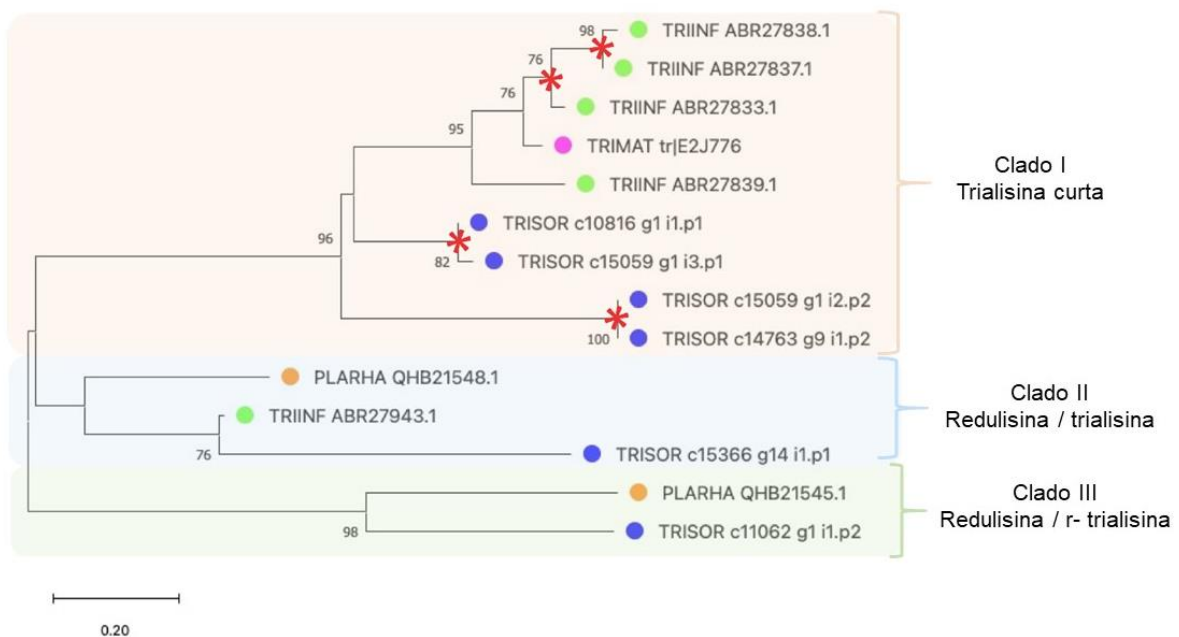 98
TRIINF ABR27838.1
TRIINF ABR27837.1
76
TRIINF ABR27833.1
76
TRIMAT tr|E2J776
95
TRIINF ABR27839.1
TRISOR c10816 g1 i1.p1
96
TRISOR c15059 g1 i3.p1
82
TRISOR c15059 g1 i2.p2
TRISOR c14763 g9 i1.p2
100
Clado I
Trialisina curta
PLARHA QHB21548.1
TRIINF ABR27943.1
TRISOR c15366 g14 i1.p1
76
Clado II
Redulisina / trialisina
PLARHA QHB21545.1
TRISOR c11062 g1 i1.p2
98
Clado III
Redulisina / r- trialisina
0.20